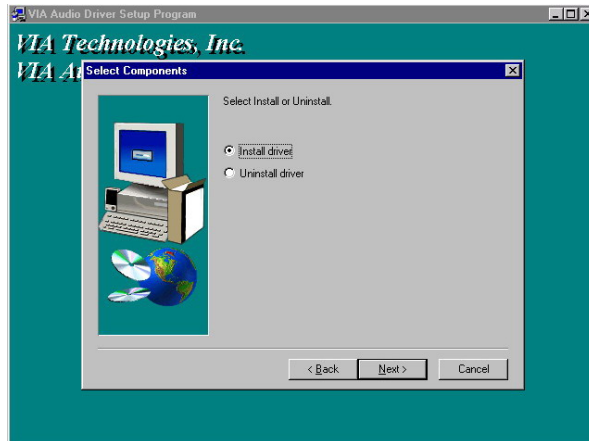 VIA Audio Driver Setup Program
VIA Technologies, Inc.
VIA
Select Components
Select Install or Uninstall.
Install driver
Uninstall driver
< Back
Next >
Cancel